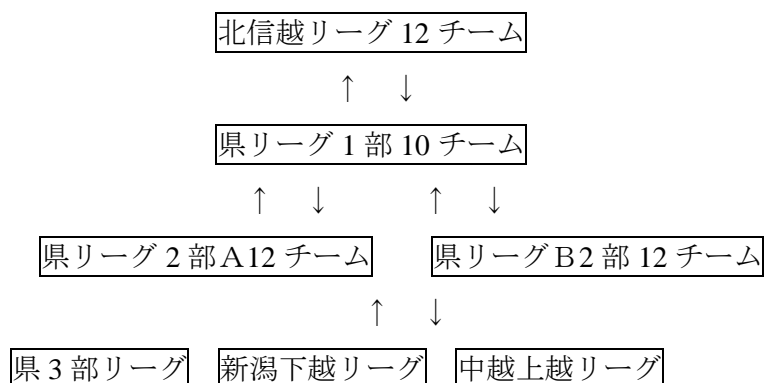 北信越リーグ 12 チーム
↑ ↓
県リーグ 1 部 10 チーム
↑ ↓ ↑ ↓
県リーグ 2 部A12 チーム 県リーグB2 部 12 チーム
↑ ↓
県 3 部リーグ 新潟下越リーグ 中越上越リーグ